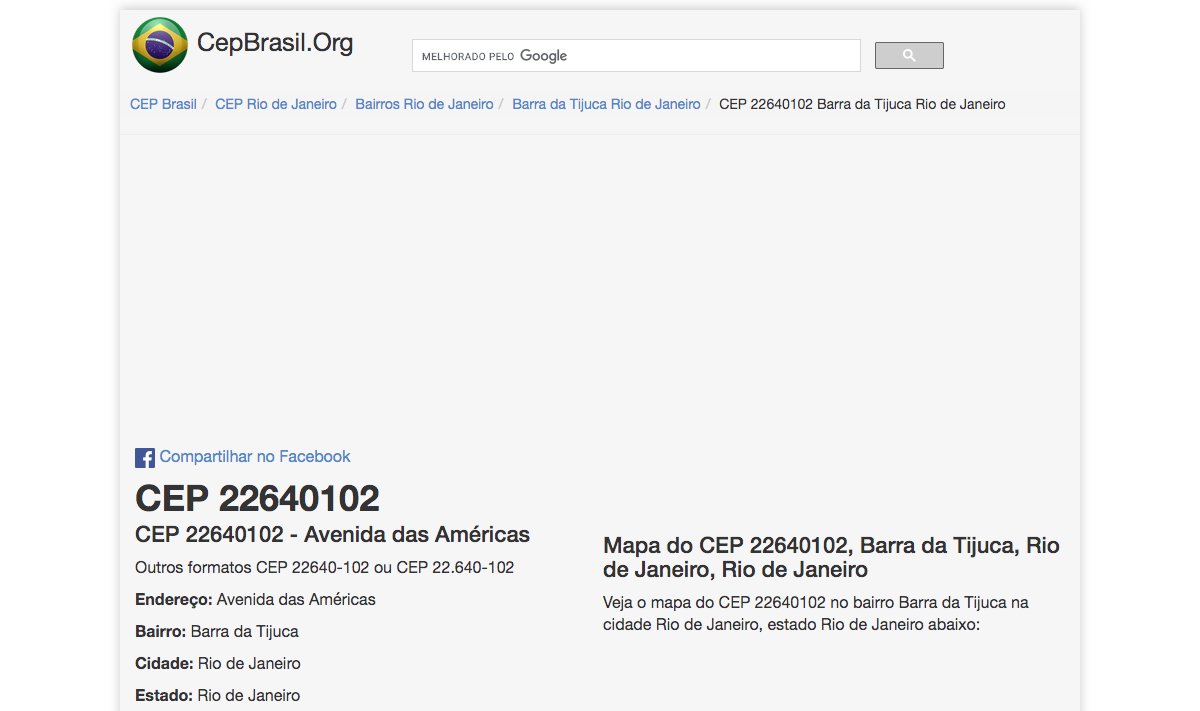 CepBrasil.Org
MELHORADO PELO Google
CEP Brasil / CEP Rio de Janeiro / Bairros Rio de Janeiro / Barra da Tijuca Rio de Janeiro / CEP 22640102 Barra da Tijuca Rio de Janeiro
Compartilhar no Facebook
CEP 22640102
CEP 22640102 - Avenida das Américas
Outros formatos CEP 22640-102 ou CEP 22.640-102
Endereço: Avenida das Américas
Bairro: Barra da Tijuca
Cidade: Rio de Janeiro
Estado: Rio de Janeiro
Mapa do CEP 22640102, Barra da Tijuca, Rio
de Janeiro, Rio de Janeiro
Veja o mapa do CEP 22640102 no bairro Barra da Tijuca na
cidade Rio de Janeiro, estado Rio de Janeiro abaixo: